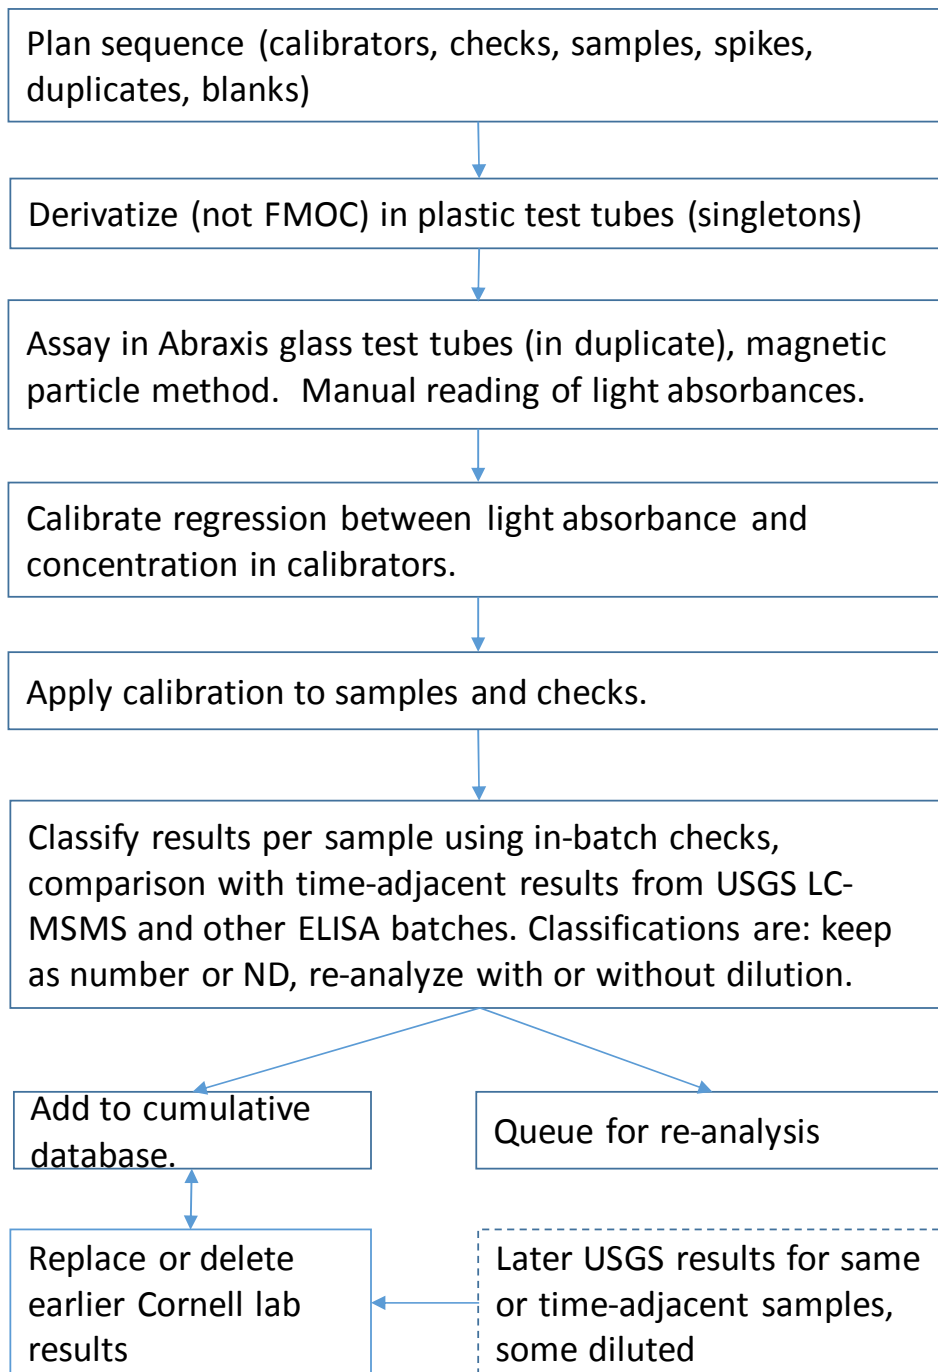 Plan sequence (calibrators, checks, samples, spikes,
duplicates, blanks)
Derivatize (not FMOC) in plastic test tubes (singletons)
Assay in Abraxis glass test tubes (in duplicate), magnetic
particle method.  Manual reading of light absorbances.
Calibrate regression between light absorbance and
concentration in calibrators.
Apply calibration to samples and checks.
Classify results per sample using in-batch checks,
comparison with time-adjacent results from USGS LC-
MSMS and other ELISA batches. Classifications are: keep
as number or ND, re-analyze with or without dilution.
Add to cumulative
database.
Queue for re-analysis
Replace or delete
earlier Cornell lab
results
Later USGS results for same
or time-adjacent samples,
some diluted